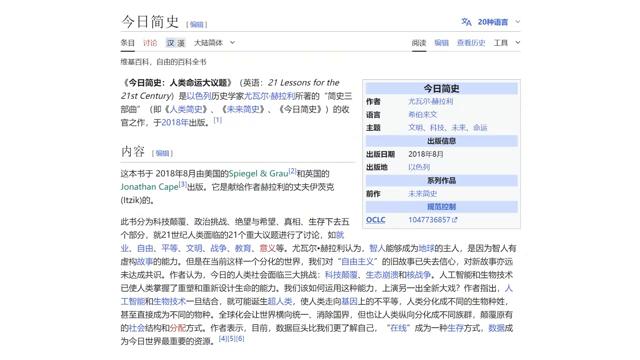 今日简史 [编辑]
20种语言
条目 讨论 汉 漢 大陆简体
阅读 编辑 查看历史 工具
维基百科，自由的百科全书
《今日简史：人类命运大议题》（英语：21 Lessons for the
21st Century）是以色列历史学家尤瓦尔·赫拉利所著的“简史三
部曲”（即《人类简史》、《未来简史》、《今日简史》）的收
官之作，于2018年出版。[1]
内容 [编辑]
这本书于 2018年8月由美国的Spiegel & Grau[2]和英国的
Jonathan Cape[3]出版。它是献给作者赫拉利的丈夫伊茨克
(Itzik)的。
此书分为科技颠覆、政治挑战、绝望与希望、真相、生存下去五
个部分，就21世纪人类面临的21个重大议题进行了讨论，如就
业、自由、平等、文明、战争、教育、意义等。尤瓦尔•赫拉利认为，智人能够成为地球的主人，是因为智人有
虚构故事的能力。但是在当前这样一个分化的世界，我们对“自由主义”的旧故事已失去信心，对新故事亦远
未达成共识。作者认为，今日的人类社会面临三大挑战：科技颠覆、生态崩溃和核战争。人工智能和生物技术
已使人类掌握了重塑和重新设计生命的能力。我们该如何运用这种能力，上演另一出全新大戏？作者指出，人
工智能和生物技术一旦结合，就可能诞生超人类，使人类走向基因上的不平等，人类分化成不同的生物种姓，
甚至直接成为不同的物种。全球化会让世界横向统一、消除国界，但也让人类纵向分化成不同族群，颠覆原有
的社会结构和分配方式。作者表示，目前，数据巨头比我们更了解自己，“在线”成为一种生存方式，数据成
为今日世界最重要的资源。[4][5][6]
今日简史
作者 尤瓦尔·赫拉利
语言 希伯来文
主题 文明、科技、未来、命运
出版信息
出版日期 2018年8月
出版地 以色列
系列作品
前作 未来简史
规范控制
OCLC 1047736857